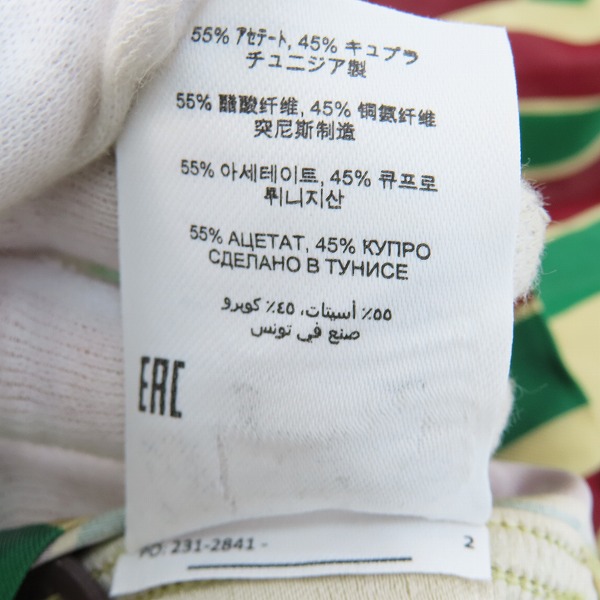 55% ｱｾﾃｰﾄ, 45% キュプラ
チュニジア製
55% 醋酸纤维, 45% 铜氨纤维
突尼斯制造
55% 아세테이트, 45% 큐프로
튀니지산
55% АЦЕТАТ, 45% КУПРО
СДЕЛАНО В ТУНИСЕ
٥٥٪ أسيتات، ٤٥٪ كوبرو
صنع في تونس
EAC
PO: 231-2841 - 2